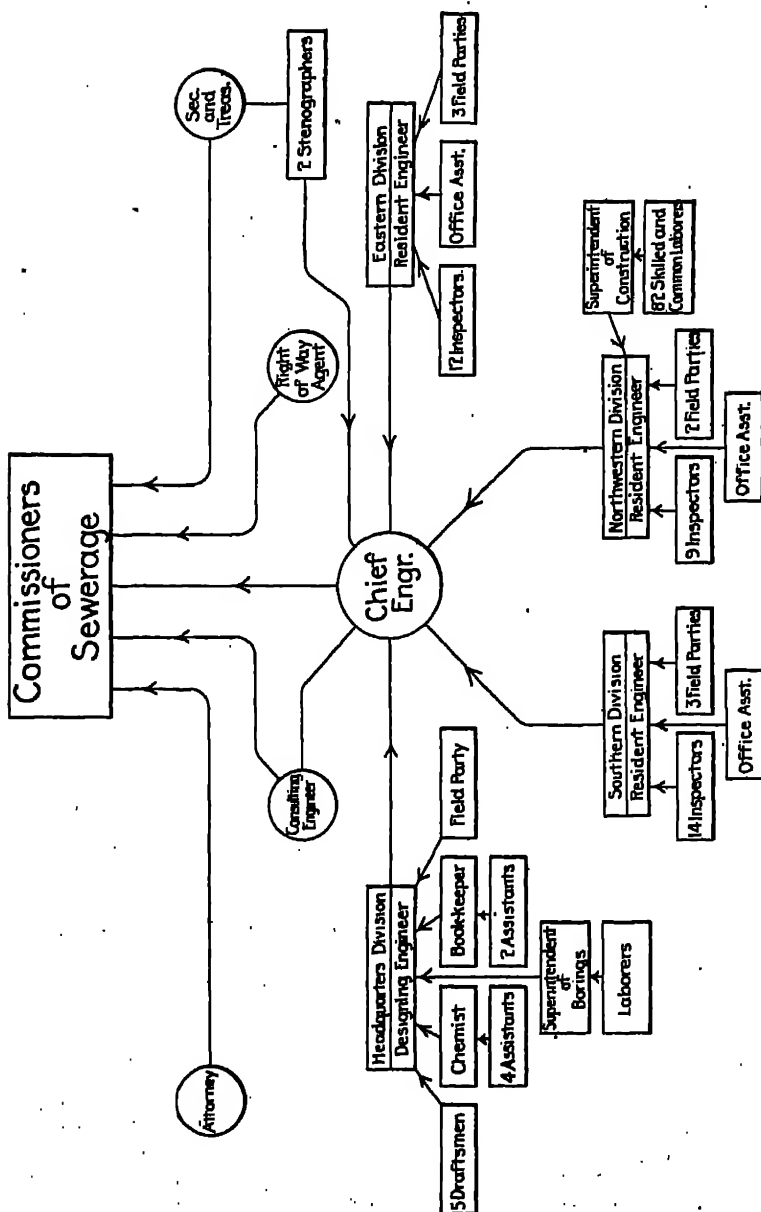 Commissioners
of
Sewerage
Attorney
Consulting
Engineer
Right
of Way
Agent
Sec.
and
Treas.
2 Stenographers
Chief
Engr.
Headquarters Division
Designing Engineer
15 Draftsmen
Chemist
4 Assistants
Book-keeper
2 Assistants
Field Party
Superintendent
of
Borings
Laborers
Eastern Division
Resident Engineer
12 Inspectors.
Office Asst.
3 Field Parties
Southern Division
Resident Engineer
14 Inspectors
3 Field Parties
Office Asst.
Northwestern Division
Resident Engineer
9 Inspectors
2 Field Parties
Office Asst.
Superintendent
of
Construction
82 Skilled and
Common Laborers